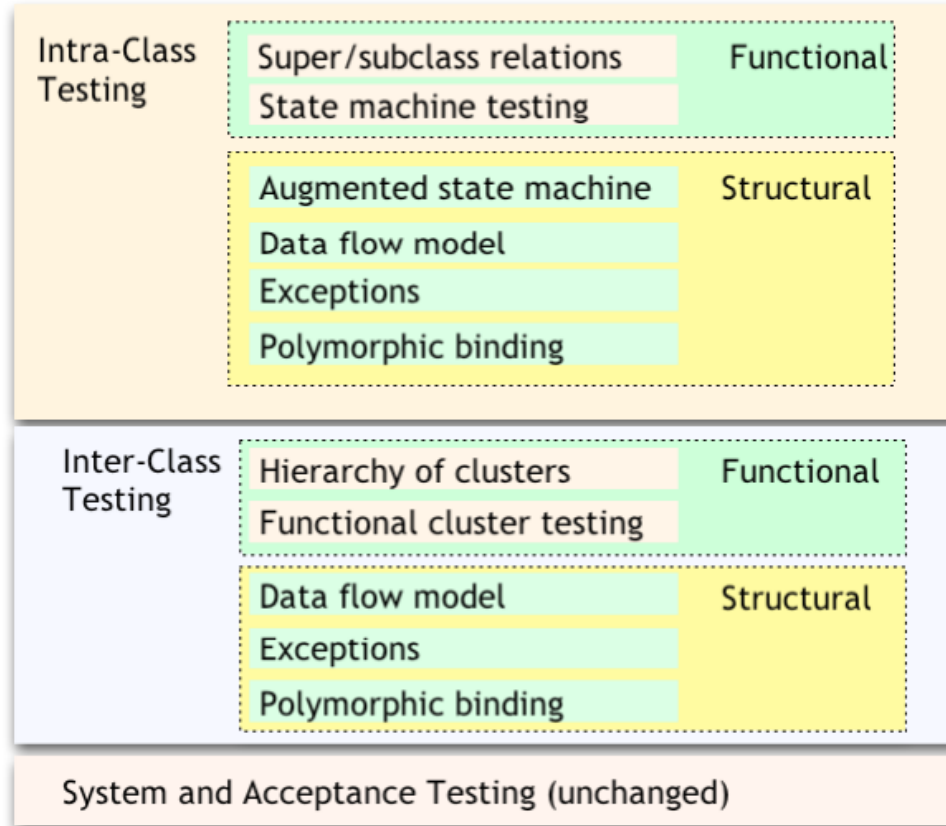 Intra-Class
Testing
Super/subclass relations
Functional
State machine testing
Augmented state machine
Structural
Data flow model
Exceptions
Polymorphic binding
Inter-Class
Testing
Hierarchy of clusters
Functional
Functional cluster testing
Data flow model
Structural
Exceptions
Polymorphic binding
System and Acceptance Testing (unchanged)